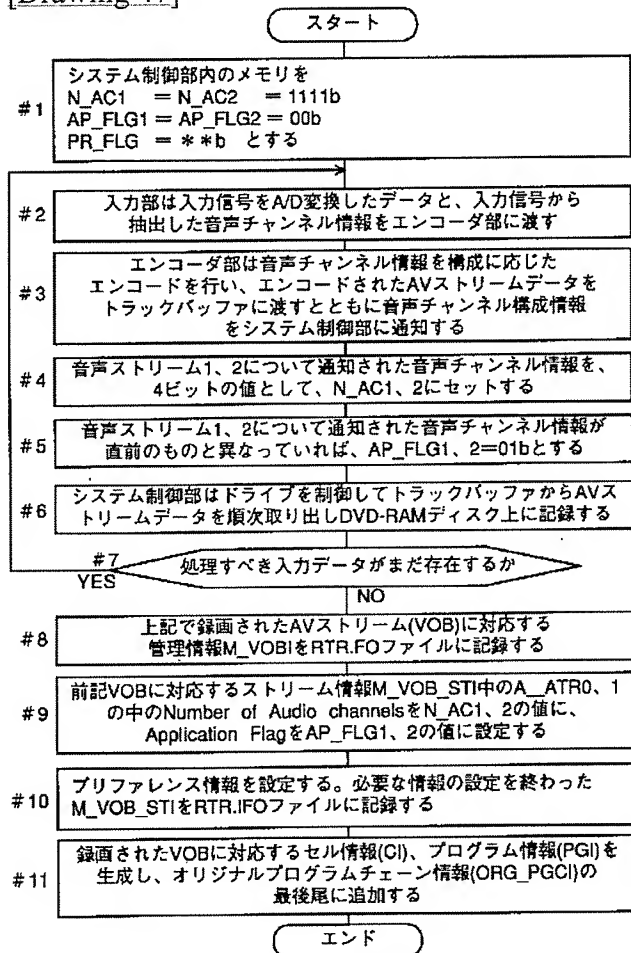 スタート
#1
システム制御部内のメモリを
N_AC1 =N_AC2 =1111b
AP_FLG1=AP_FLG2=00b
PR_FLG =**b とする
#2
入力部は入力信号をA/D変換したデータと、入力信号から
抽出した音声チャンネル情報をエンコーダ部に渡す
#3
エンコーダ部は音声チャンネル情報を構成に応じた
エンコードを行い、エンコードされたAVストリームデータを
トラックバッファに渡すとともに音声チャンネル構成情報
をシステム制御部に通知する
#4
音声ストリーム1、2について通知された音声チャンネル情報を、
4ビットの値として、N_AC1、2にセットする
#5
音声ストリーム1、2について通知された音声チャンネル情報が
直前のものと異なっていれば、AP_FLG1、2=01bとする
#6
システム制御部はドライブを制御してトラックバッファからAVス
トリームデータを順次取り出しDVD-RAMディスク上に記録する
#7
YES
処理すべき入力データがまだ存在するか
NO
#8
上記で録画されたAVストリーム(VOB)に対応する
管理情報M_VOBIをRTR.FOファイルに記録する
#9
前記VOBに対応するストリーム情報M_VOB_STI中のA__ATR0、1
の中のNumber of Audio channelsをN_AC1、2の値に、
Application FlagをAP_FLG1、2の値に設定する
#10
プリファレンス情報を設定する。必要な情報の設定を終わった
M_VOB_STIをRTR.IFOファイルに記録する
#11
録画されたVOBに対応するセル情報(CI)、プログラム情報(PGI)を
生成し、オリジナルプログラムチェーン情報(ORG_PGCI)の
最後尾に追加する
エンド